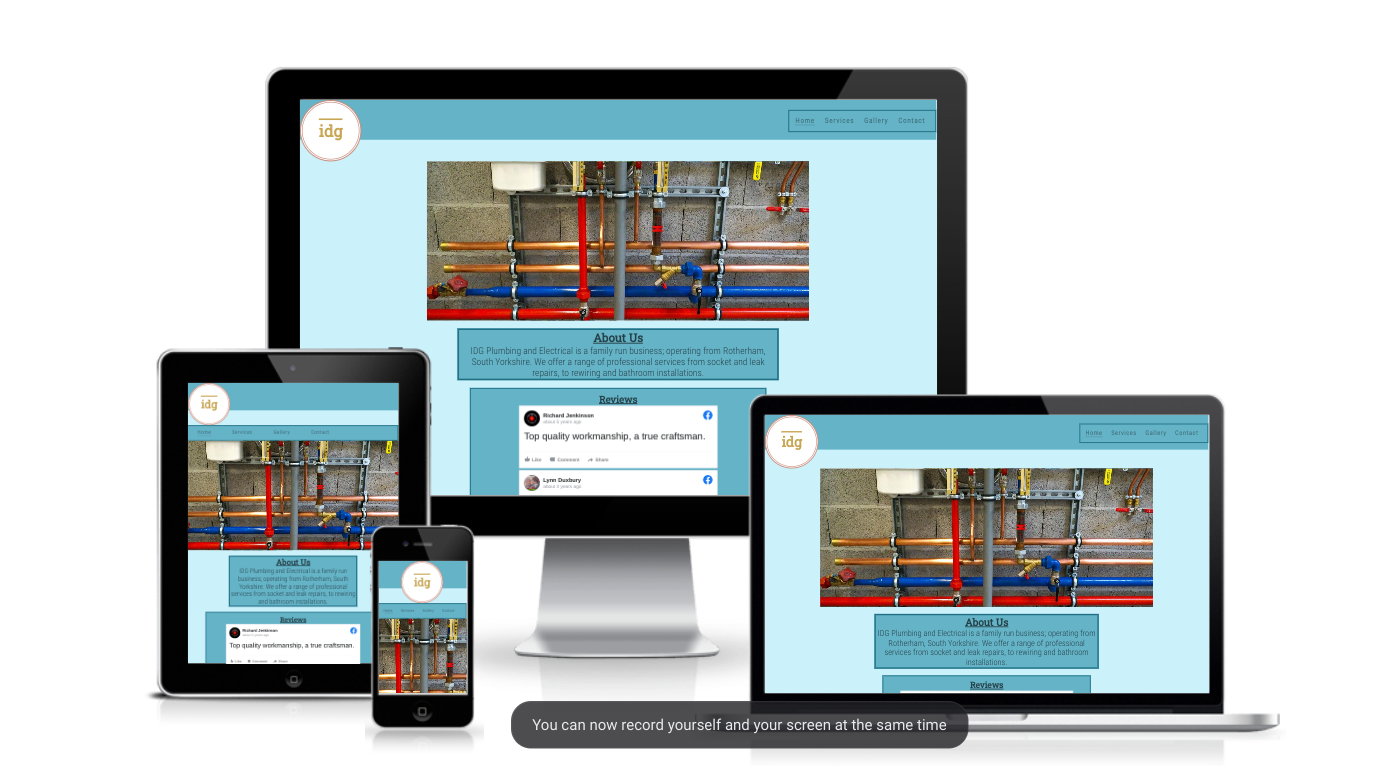 idg
Home Services Gallery Contact
About Us
IDG Plumbing and Electrical is a family run business; operating from Rotherham,
South Yorkshire. We offer a range of professional services from socket and leak
repairs, to rewiring and bathroom installations.
Reviews
Richard Jenkinson
about 6 years ago
Top quality workmanship, a true craftsman.
Like Comment Share
Lynn Duxbury
idg
Home Services Gallery Contact
About Us
IDG Plumbing and Electrical is a family run
business; operating from Rotherham, South
Yorkshire. We offer a range of professional
services from socket and leak repairs, to rewiring
and bathroom installations.
Reviews
Richard Jenkinson
Top quality workmanship, a true craftsman.
Like Comment Share
idg
Home Services Gallery Contact
idg
Home Services Gallery Contact
About Us
IDG Plumbing and Electrical is a family run business; operating from
Rotherham, South Yorkshire. We offer a range of professional
services from socket and leak repairs, to rewiring and bathroom
installations.
Reviews
You can now record yourself and your screen at the same time